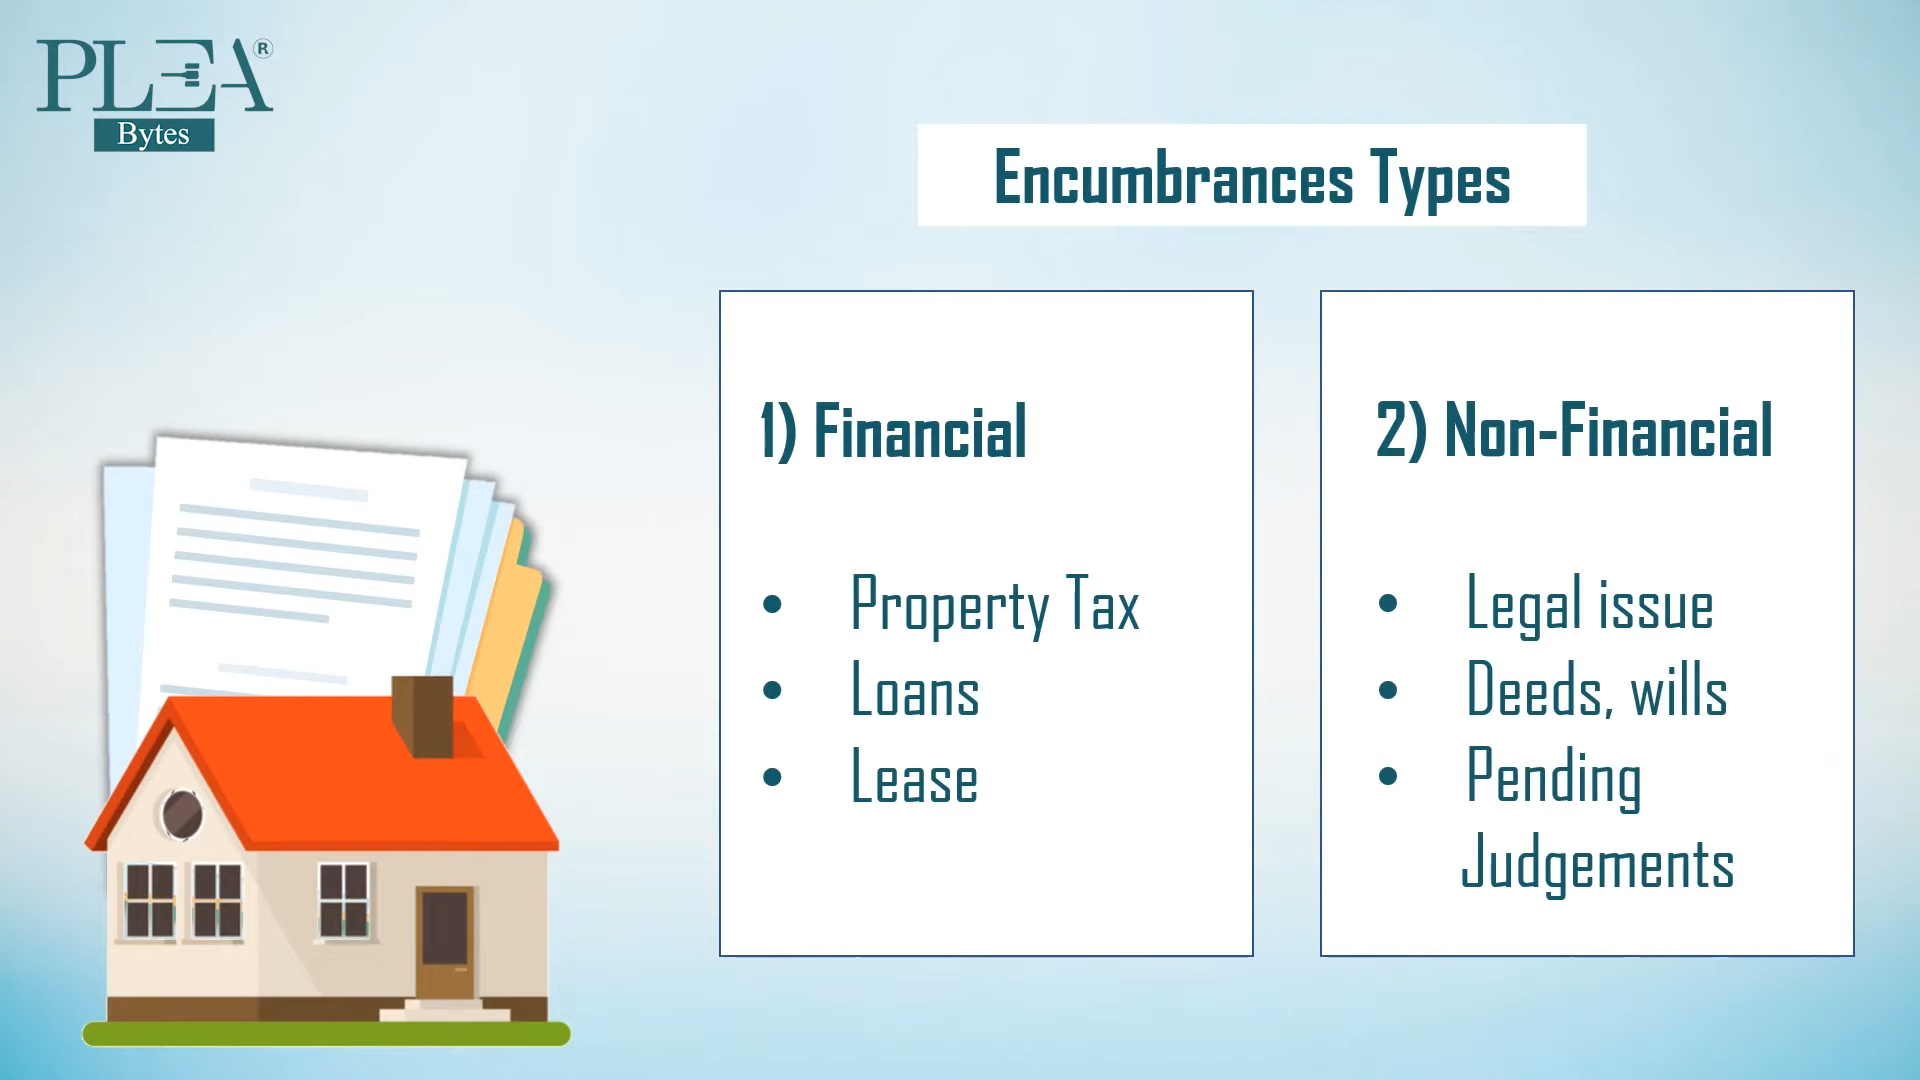 PLEA®
Bytes
Encumbrances Types
1) Financial
• Property Tax
• Loans
• Lease
2) Non-Financial
• Legal issue
• Deeds, wills
• Pending
Judgements